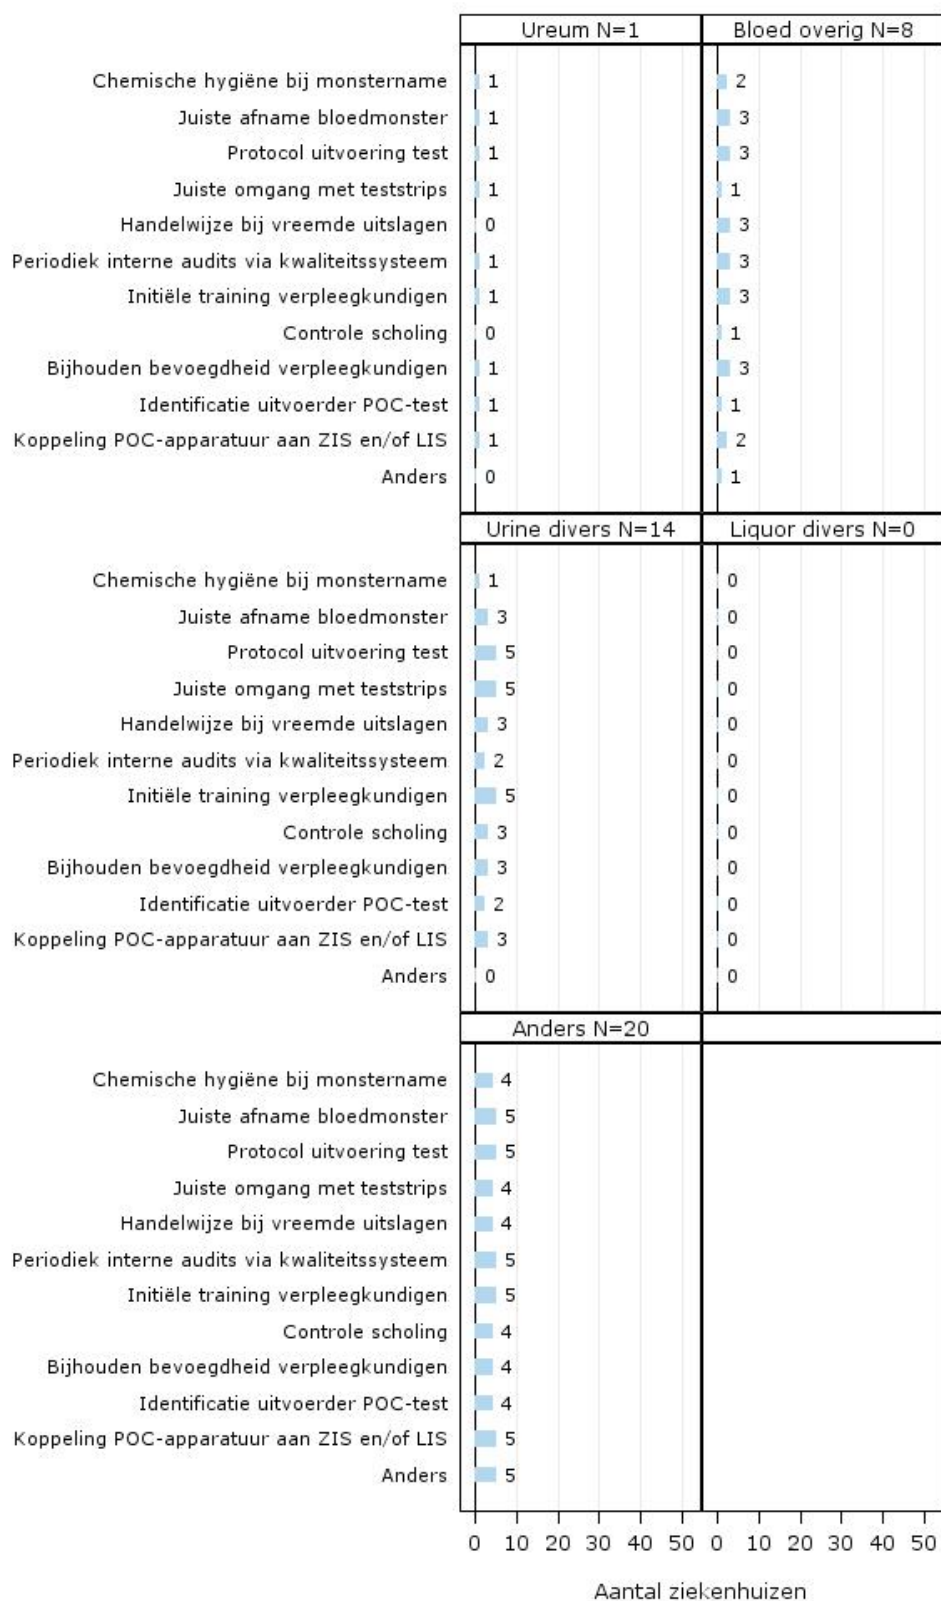 Ureum N=1 Bloed overig N=8
Chemische hygiëne bij monstername 1 2
Juiste afname bloedmonster 1 3
Protocol uitvoering test 1 3
Juiste omgang met teststrips 1 1
Handelwijze bij vreemde uitslagen 0 3
Periodiek interne audits via kwaliteitssysteem 1 3
Initiële training verpleegkundigen 1 3
Controle scholing 0 1
Bijhouden bevoegdheid verpleegkundigen 1 3
Identificatie uitvoerder POC-test 1 1
Koppeling POC-apparatuur aan ZIS en/of LIS 1 2
Anders 0 1
Urine divers N=14 Liquor divers N=0
Chemische hygiëne bij monstername 1 0
Juiste afname bloedmonster 3 0
Protocol uitvoering test 5 0
Juiste omgang met teststrips 5 0
Handelwijze bij vreemde uitslagen 3 0
Periodiek interne audits via kwaliteitssysteem 2 0
Initiële training verpleegkundigen 5 0
Controle scholing 3 0
Bijhouden bevoegdheid verpleegkundigen 3 0
Identificatie uitvoerder POC-test 2 0
Koppeling POC-apparatuur aan ZIS en/of LIS 3 0
Anders 0 0
Anders N=20
Chemische hygiëne bij monstername 4
Juiste afname bloedmonster 5
Protocol uitvoering test 5
Juiste omgang met teststrips 4
Handelwijze bij vreemde uitslagen 4
Periodiek interne audits via kwaliteitssysteem 5
Initiële training verpleegkundigen 5
Controle scholing 4
Bijhouden bevoegdheid verpleegkundigen 4
Identificatie uitvoerder POC-test 4
Koppeling POC-apparatuur aan ZIS en/of LIS 5
Anders 5
0 10 20 30 40 50 0 10 20 30 40 50
Aantal ziekenhuizen